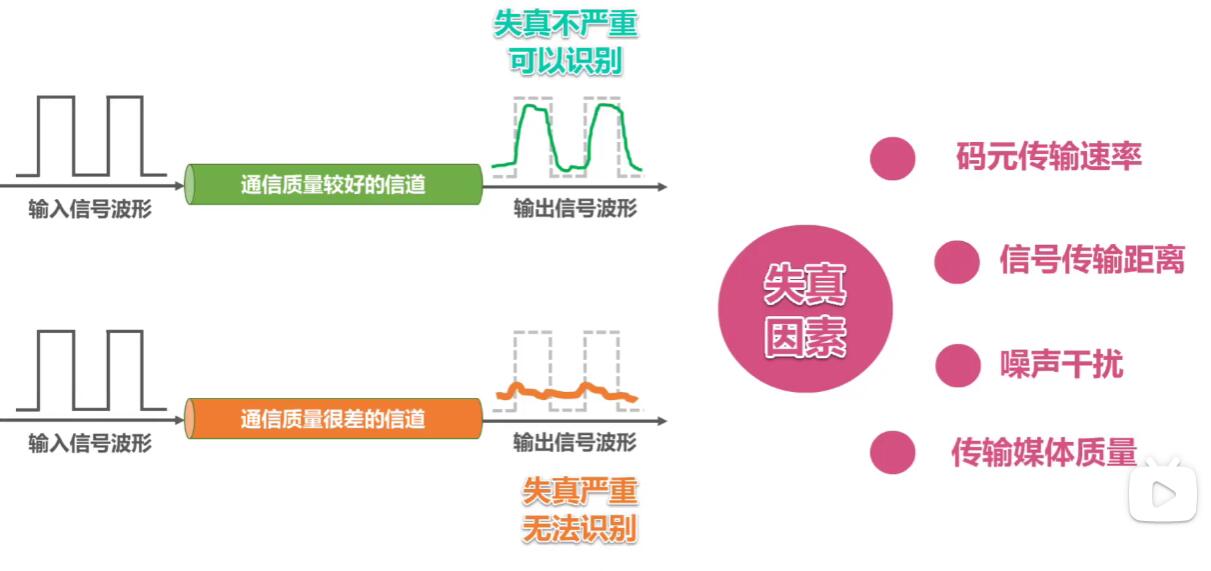 失真不严重
可以识别
通信质量较好的信道
输入信号波形
输出信号波形
通信质量很差的信道
输入信号波形
输出信号波形
失真严重
无法识别
失真
因素
码元传输速率
信号传输距离
噪声干扰
传输媒体质量